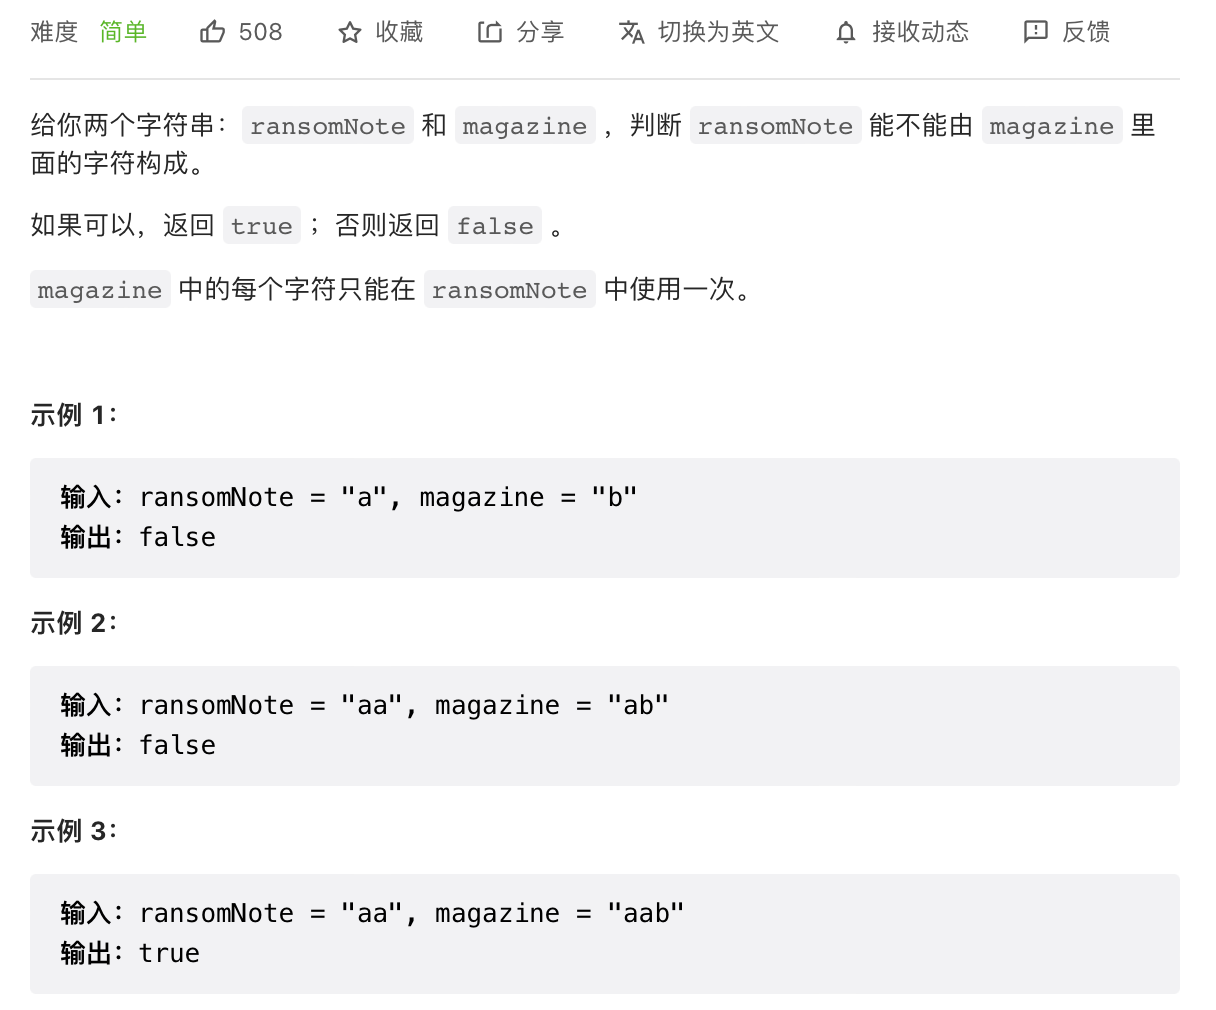 难度 简单 508 收藏 分享 切换为英文 接收动态 反馈
给你两个字符串：ransomNote 和 magazine ，判断 ransomNote 能不能由 magazine 里
面的字符构成。
如果可以，返回 true ；否则返回 false 。
magazine 中的每个字符只能在 ransomNote 中使用一次。
示例 1：
输入：ransomNote = "a", magazine = "b"
输出：false
示例 2：
输入：ransomNote = "aa", magazine = "ab"
输出：false
示例 3：
输入：ransomNote = "aa", magazine = "aab"
输出：true